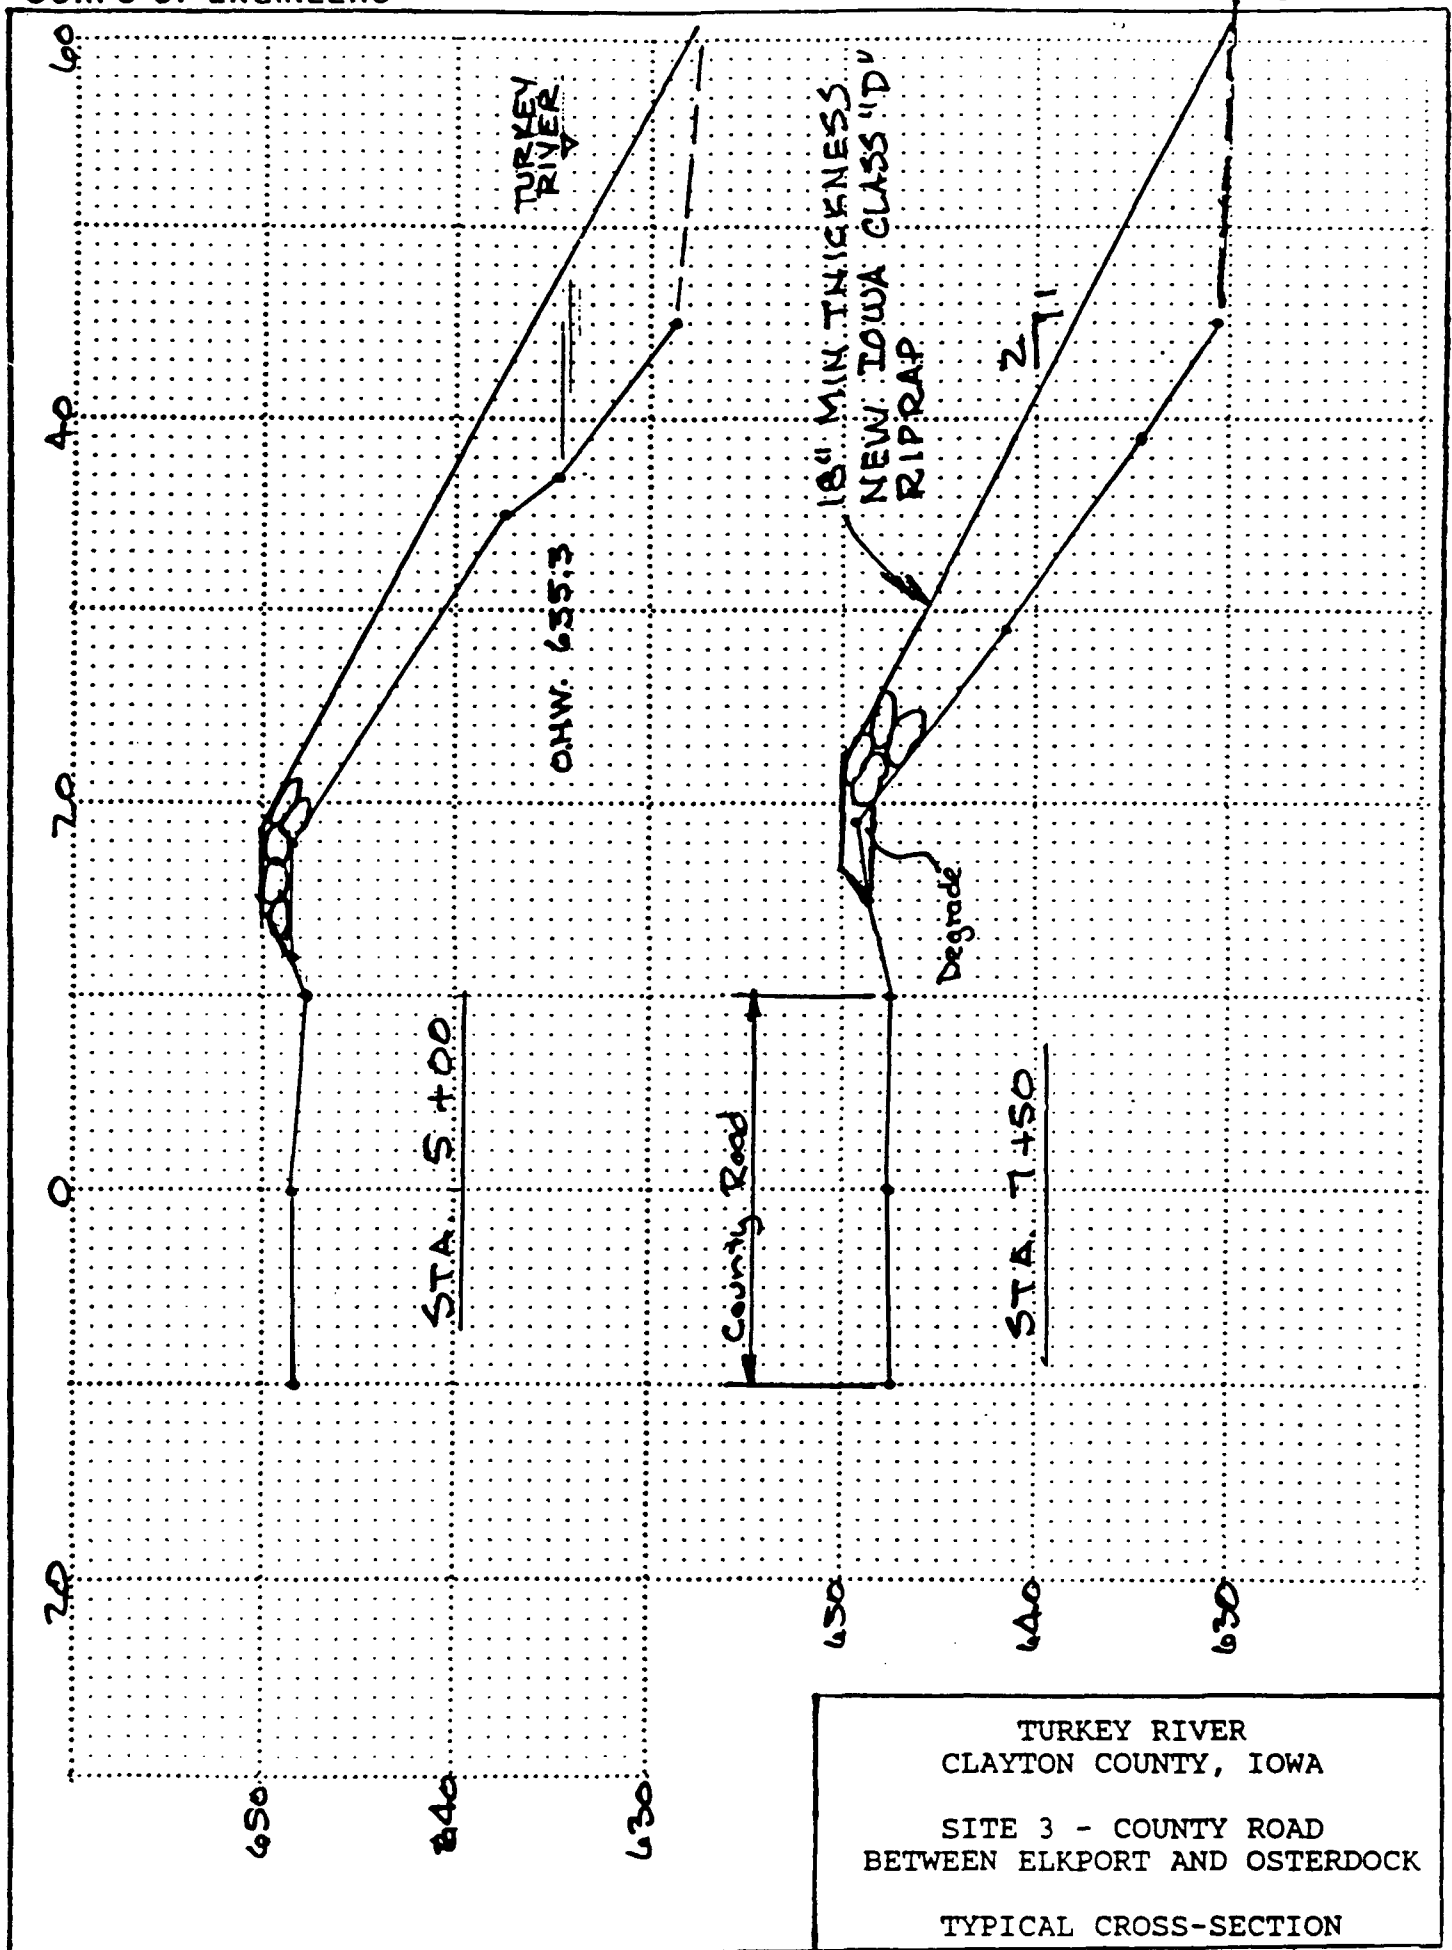 60
40
20
0
20
TURKEY
RIVER
O.H.W. 635.3
STA. 5+00
650
640
630
18" MIN THICKNESS
NEW IOWA CLASS "D"
RIPRAP
2
1
Degrade
County Road
STA. 7+50
650
640
630
TURKEY RIVER
CLAYTON COUNTY, IOWA
SITE 3 - COUNTY ROAD
BETWEEN ELKPORT AND OSTERDOCK
TYPICAL CROSS-SECTION